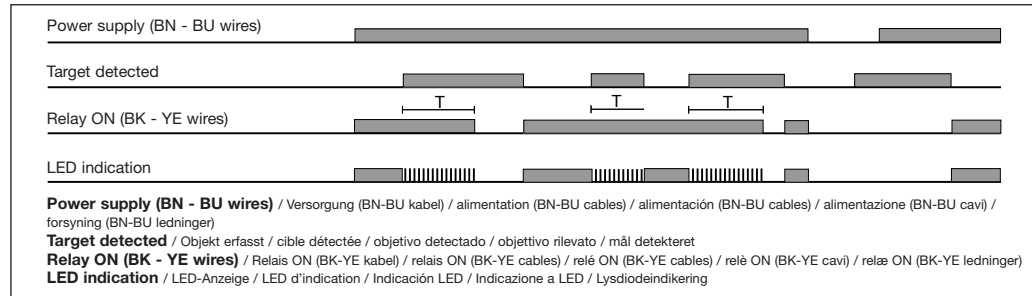 Power supply (BN - BU wires)
Target detected
T T T
Relay ON (BK - YE wires)
LED indication
Power supply (BN - BU wires) / Versorgung (BN-BU kabel) / alimentation (BN-BU cables) / alimentación (BN-BU cables) / alimentazione (BN-BU cavi) /
forsyning (BN-BU ledninger)
Target detected / Objekt erfasst / cible détectée / objetivo detectado / objettivo rilevato / mål detekteret
Relay ON (BK - YE wires) / Relais ON (BK-YE kabel) / relais ON (BK-YE cables) / relé ON (BK-YE cables) / relè ON (BK-YE cavi) / relæ ON (BK-YE ledninger)
LED indication / LED-Anzeige / LED d'indication / Indicación LED / Indicazione a LED / Lysdiodeindikering